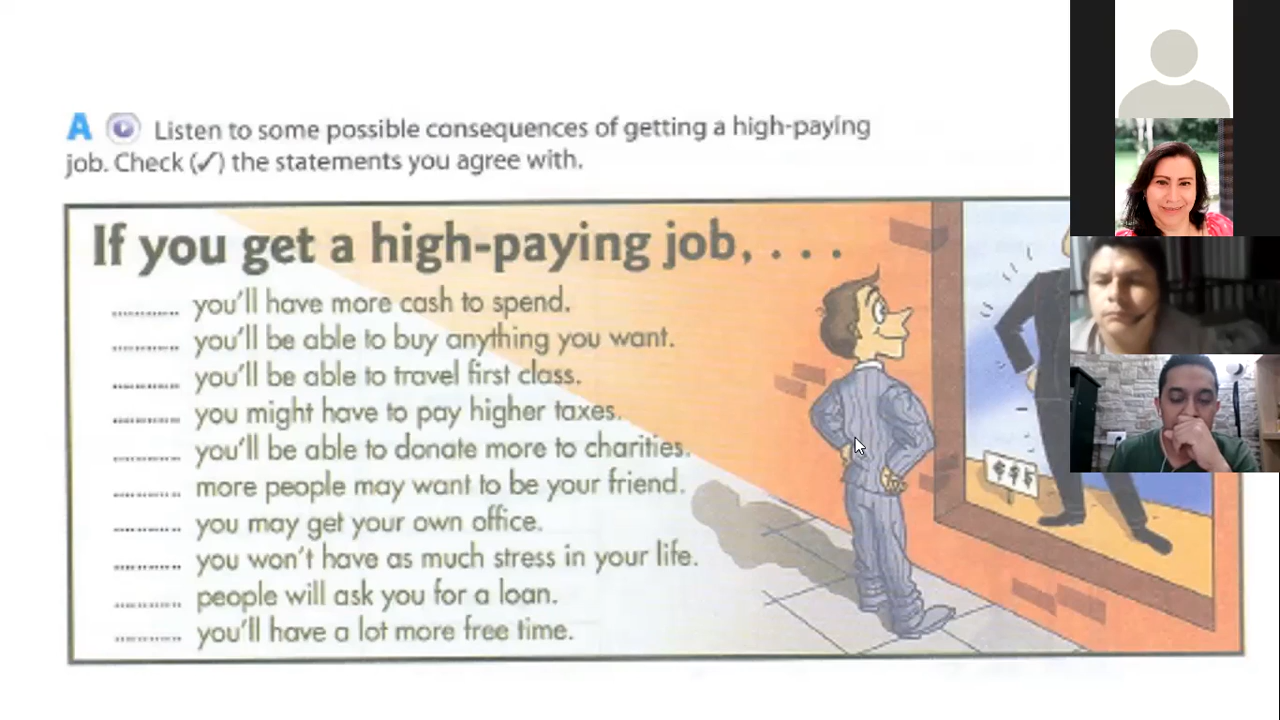 A Listen to some possible consequences of getting a high-paying
job. Check (✓) the statements you agree with.
If you get a high-paying job, . . . .
............ you'll have more cash to spend.
............ you'll be able to buy anything you want.
............ you'll be able to travel first class.
............ you might have to pay higher taxes.
............ you'll be able to donate more to charities.
............ more people may want to be your friend.
............ you may get your own office.
............ you won't have as much stress in your life.
............ people will ask you for a loan.
............ you'll have a lot more free time.
$$$